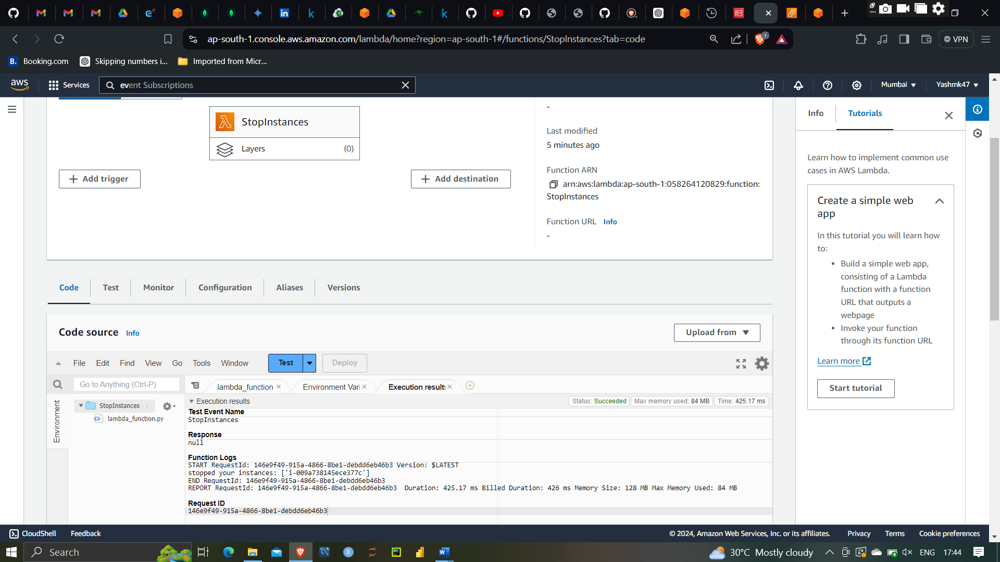 ap-south-1.console.aws.amazon.com/lambda/home?region=ap-south-1#/functions/StopInstances?tab=code
1
VPN
Booking.com
Skipping numbers i...
Imported from Micr...
aws
Services
event Subscriptions
Mumbai
Yashmk47
StopInstances
Layers
(0)
Add trigger
Add destination
-
Last modified
5 minutes ago
Function ARN
arn:aws:lambda:ap-south-1:058264120829:function:
StopInstances
Function URL Info
-
Info
Tutorials
Learn how to implement common use
cases in AWS Lambda.
Create a simple web
app
In this tutorial you will learn how
to:
• Build a simple web app,
consisting of a Lambda
function with a function
URL that outputs a
webpage
• Invoke your function
through its function URL
Learn more
Start tutorial
Code
Test
Monitor
Configuration
Aliases
Versions
Code source Info
Upload from
File Edit Find View Go Tools Window
Test
Deploy
Go to Anything (Ctrl-P)
lambda_function
Environment Vari
Execution results
Environment
StopInstances - /
lambda_function.py
Execution results
Status: Succeeded
Max memory used: 84 MB
Time: 425.17 ms
Test Event Name
StopInstances
Response
null
Function Logs
START RequestId: 146e9f49-915a-4866-8be1-debdd6eb46b3 Version: $LATEST
stopped your instances: ['i-009a738145ece377c']
END RequestId: 146e9f49-915a-4866-8be1-debdd6eb46b3
REPORT RequestId: 146e9f49-915a-4866-8be1-debdd6eb46b3 Duration: 425.17 ms Billed Duration: 426 ms Memory Size: 128 MB Max Memory Used: 84 MB
Request ID
146e9f49-915a-4866-8be1-debdd6eb46b3
CloudShell
Feedback
© 2024, Amazon Web Services, Inc. or its affiliates.
Privacy
Terms
Cookie preferences
Search
30°C Mostly cloudy
ENG
17:44